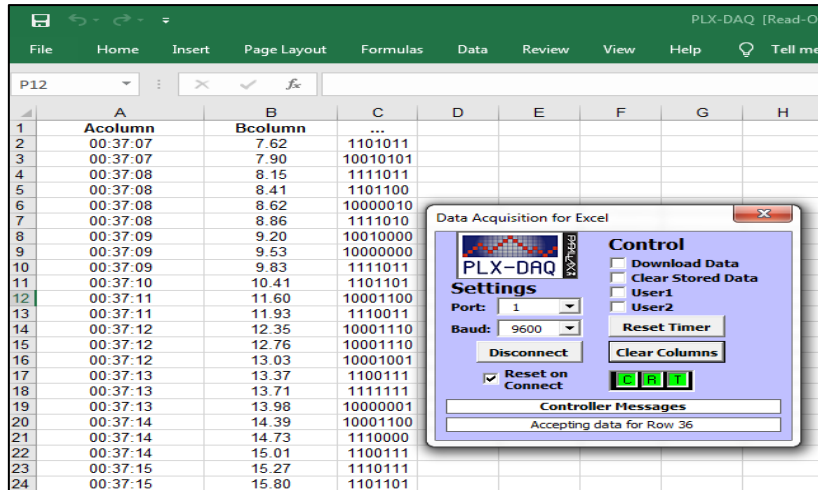 PLX-DAQ [Read-O
File Home Insert Page Layout Formulas Data Review View Help Tell me
P12 fx
A B C D E F G H
1 Acolumn Bcolumn ...
2 00:37:07 7.62 1101011
3 00:37:07 7.90 10010101
4 00:37:08 8.15 1111011
5 00:37:08 8.41 1101100
6 00:37:08 8.62 10000010
7 00:37:08 8.86 1111010
8 00:37:09 9.20 10010000
9 00:37:09 9.53 10000000
10 00:37:09 9.83 1111011
11 00:37:10 10.41 1101101
12 00:37:11 11.60 10001100
13 00:37:11 11.93 1110011
14 00:37:12 12.35 10001110
15 00:37:12 12.76 10001110
16 00:37:12 13.03 10001001
17 00:37:13 13.37 1100111
18 00:37:13 13.71 1111111
19 00:37:13 13.98 10000001
20 00:37:14 14.39 10001100
21 00:37:14 14.73 1110000
22 00:37:14 15.01 1100111
23 00:37:15 15.27 1110111
24 00:37:15 15.80 1101101
Data Acquisition for Excel
PLX-DAQ
PARALLAX
Settings
Port: 1
Baud: 9600
Disconnect
Reset on
Connect
Control
Download Data
Clear Stored Data
User1
User2
Reset Timer
Clear Columns
C R T
Controller Messages
Accepting data for Row 36